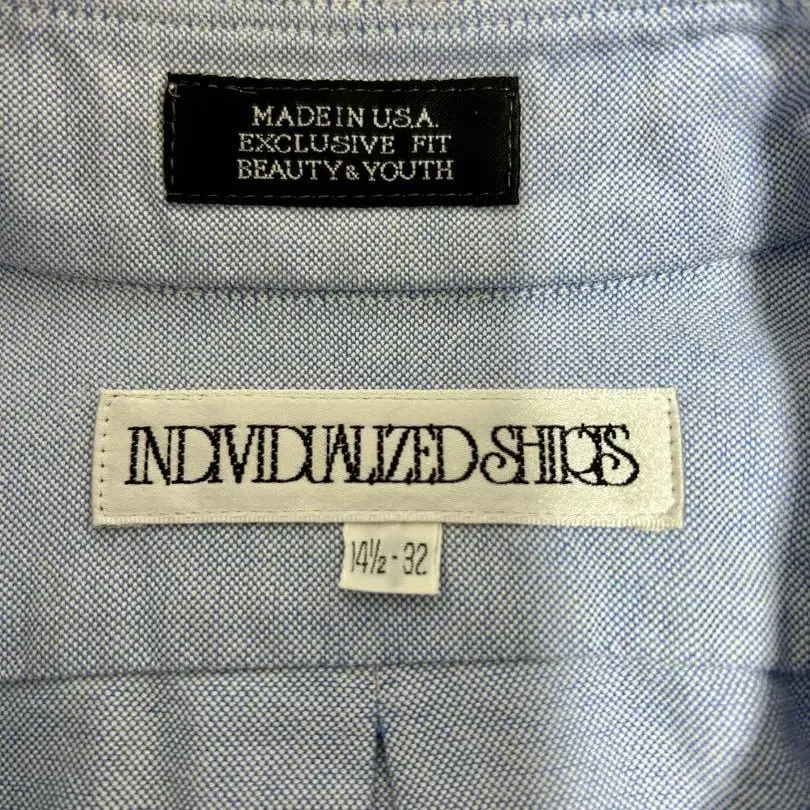 MADE IN U.S.A.
EXCLUSIVE FIT
BEAUTY & YOUTH
INDIVIDUALIZED SHIRTS
14½ - 32